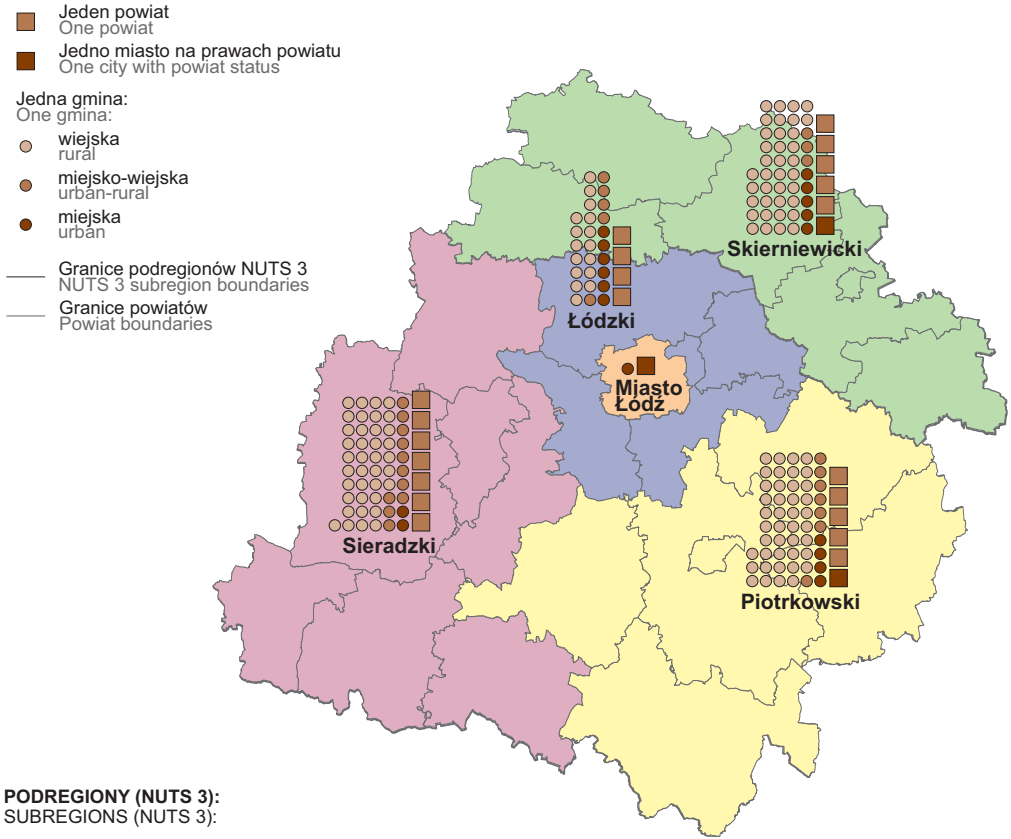 Jeden powiat
One powiat
Jedno miasto na prawach powiatu
One city with powiat status
Jedna gmina:
One gmina:
wiejska
rural
miejsko-wiejska
urban-rural
miejska
urban
Granice podregionów NUTS 3
NUTS 3 subregion boundaries
Granice powiatów
Powiat boundaries
Skierniewicki
Łódzki
Miasto
Łódź
Sieradzki
Piotrkowski
PODREGIONY (NUTS 3):
SUBREGIONS (NUTS 3):